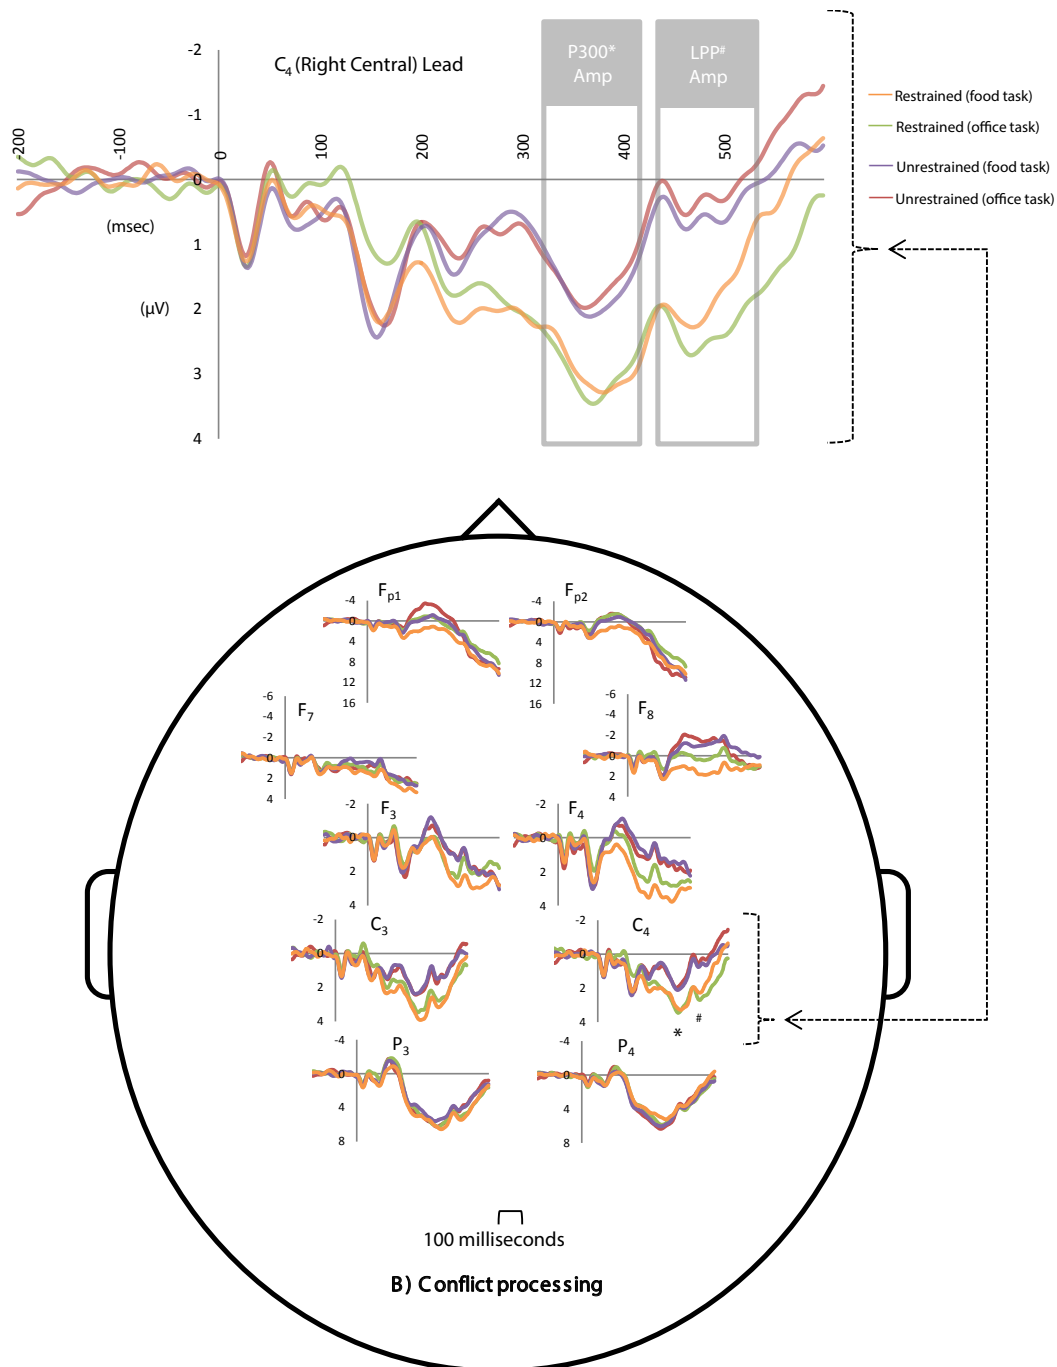 -2
-1
0
1
2
3
4
C4 (Right Central) Lead
P300*
Amp
LPP#
Amp
-200
-100
0
100
200
300
400
500
(msec)
(μV)
Restrained (food task)
Restrained (office task)
Unrestrained (food task)
Unrestrained (office task)
Fp1
-4
0
4
8
12
16
Fp2
-4
0
4
8
12
16
F7
-6
-4
-2
0
2
4
F8
-6
-4
-2
0
2
4
F3
-2
0
2
4
F4
-2
0
2
4
C3
-2
0
2
4
C4
-2
0
2
4
*
#
P3
-4
0
4
8
P4
-4
0
4
8
100 milliseconds
B) Conflict processing